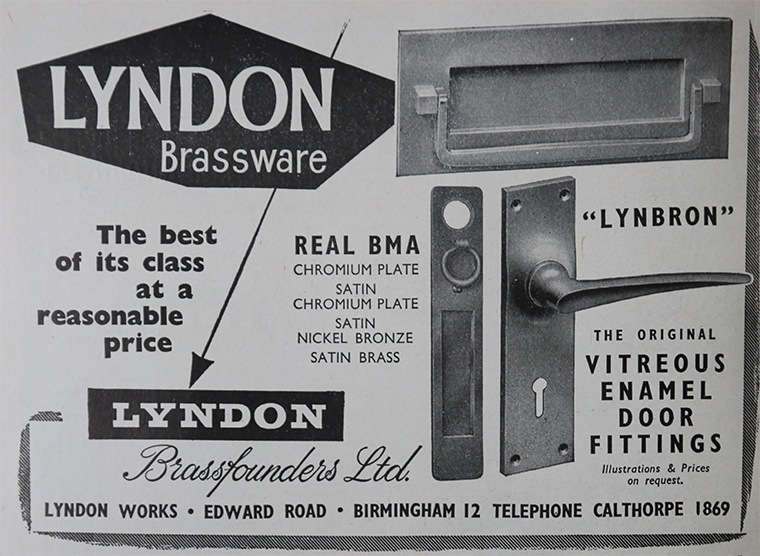 LYNDON
Brassware
The best
of its class
at a
reasonable
price
REAL BMA
CHROMIUM PLATE
SATIN
CHROMIUM PLATE
SATIN
NICKEL BRONZE
SATIN BRASS
"LYNBRON"
THE ORIGINAL
VITREOUS
ENAMEL
DOOR
FITTINGS
Illustrations & Prices
on request.
LYNDON
Brassfounders Ltd.
LYNDON WORKS • EDWARD ROAD • BIRMINGHAM 12 TELEPHONE CALTHORPE 1869